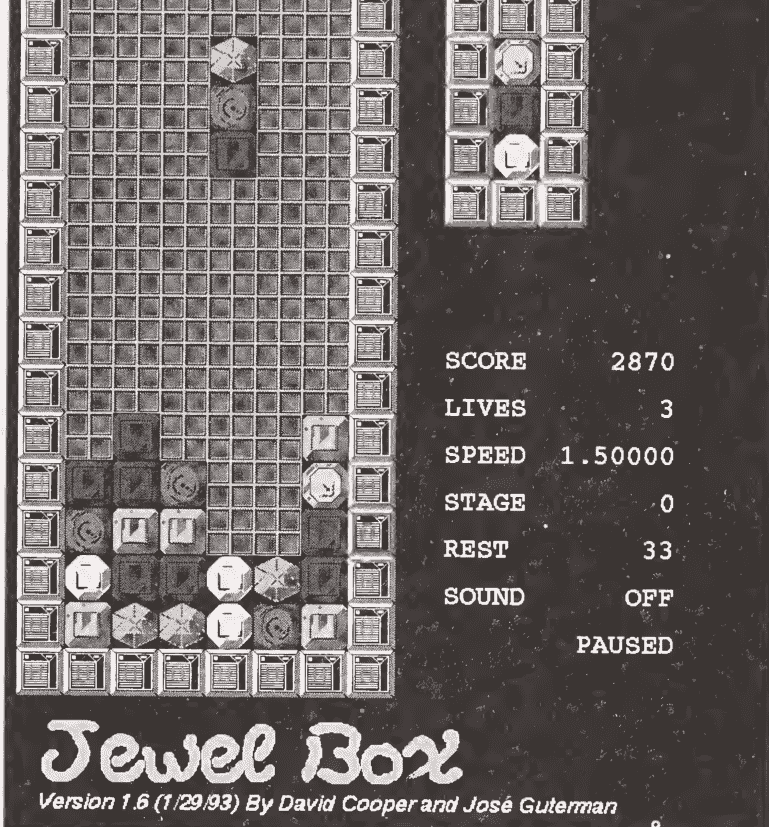 SCORE 2870
LIVES 3
SPEED 1.50000
STAGE 0
REST 33
SOUND OFF
PAUSED
Jewel Box
Version 1.6 (1/29/93) By David Cooper and José Guterman